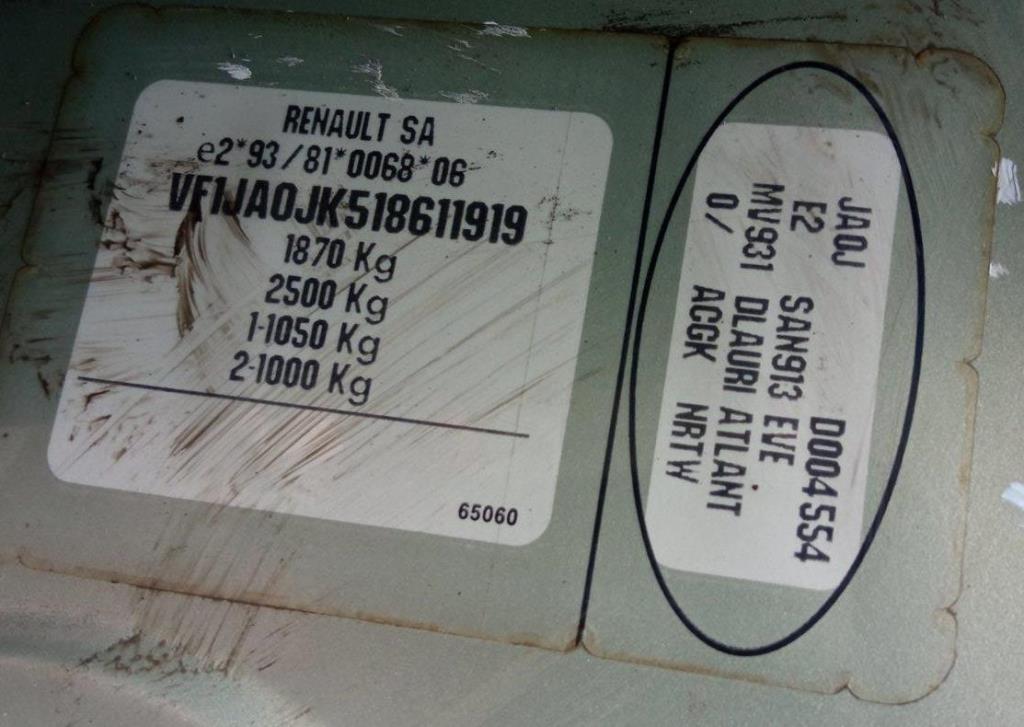 RENAULT SA
e2*93/81*0068*06
VF1JA0JK518611919
1870 Kg
2500 Kg
1-1050 Kg
2-1000 Kg
65060
JA0J D004554
E2 SAN913 EVE
MV931 DLAURI ATLANT
0/ ACGK NRTW